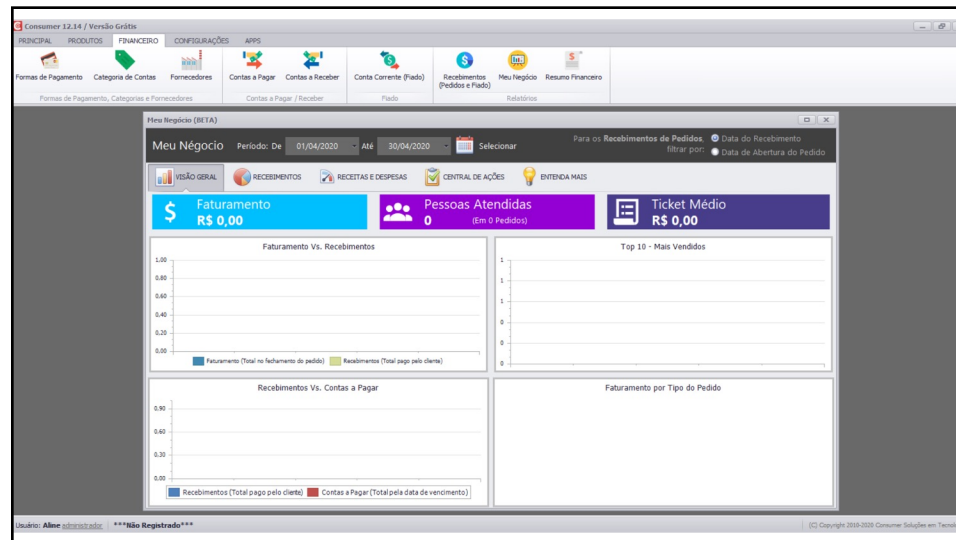 Consumer 12.14 / Versão Grátis
PRINCIPAL PRODUTOS FINANCEIRO CONFIGURAÇÕES APPS
Formas de Pagamento Categoria de Contas Fornecedores Contas a Pagar Contas a Receber Conta Corrente (Fiado) Recebimentos (Pedidos e Fiado) Meu Negócio Resumo Financeiro
Formas de Pagamento, Categorias e Fornecedores Contas a Pagar / Receber Fiado Relatórios
Meu Negócio (BETA)
Meu Négocio Período: De 01/04/2020 Até 30/04/2020 Selecionar
Para os Recebimentos de Pedidos, filtrar por:
Data do Recebimento
Data de Abertura do Pedido
VISÃO GERAL RECEBIMENTOS RECEITAS E DESPESAS CENTRAL DE AÇÕES ENTENDA MAIS
Faturamento
R$ 0,00
Pessoas Atendidas
0 (Em 0 Pedidos)
Ticket Médio
R$ 0,00
Faturamento Vs. Recebimentos
1.00
0.80
0.60
0.40
0.20
0.00
Faturamento (Total no fechamento do pedido) Recebimentos (Total pago pelo cliente)
Top 10 - Mais Vendidos
1
1
1
0
0
0
Recebimentos Vs. Contas a Pagar
0.90
0.60
0.30
0.00
Recebimentos (Total pago pelo cliente) Contas a Pagar (Total pela data de vencimento)
Faturamento por Tipo do Pedido
Usuário: Aline administrador ***Não Registrado***
(C) Copyright 2010-2020 Consumer Soluções em Tecnol